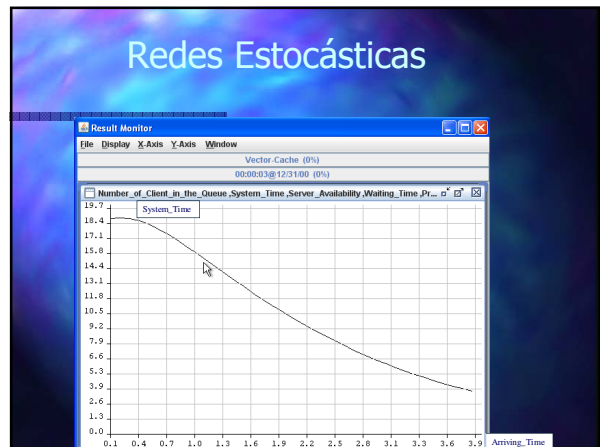 Redes Estocásticas
Result Monitor
File Display X-Axis Y-Axis Window
Vector-Cache (0%)
00:00:03@12/31/00 (0%)
Number_of_Client_in_the_Queue ,System_Time ,Server_Availability ,Waiting_Time ,Pr...
System_Time
19.7
18.4
17.1
15.8
14.4
13.1
11.8
10.5
9.2
7.9
6.6
5.3
3.9
2.6
1.3
0.0
0.1 0.4 0.7 1.0 1.3 1.6 1.9 2.2 2.5 2.8 3.1 3.3 3.6 3.9
Arriving_Time